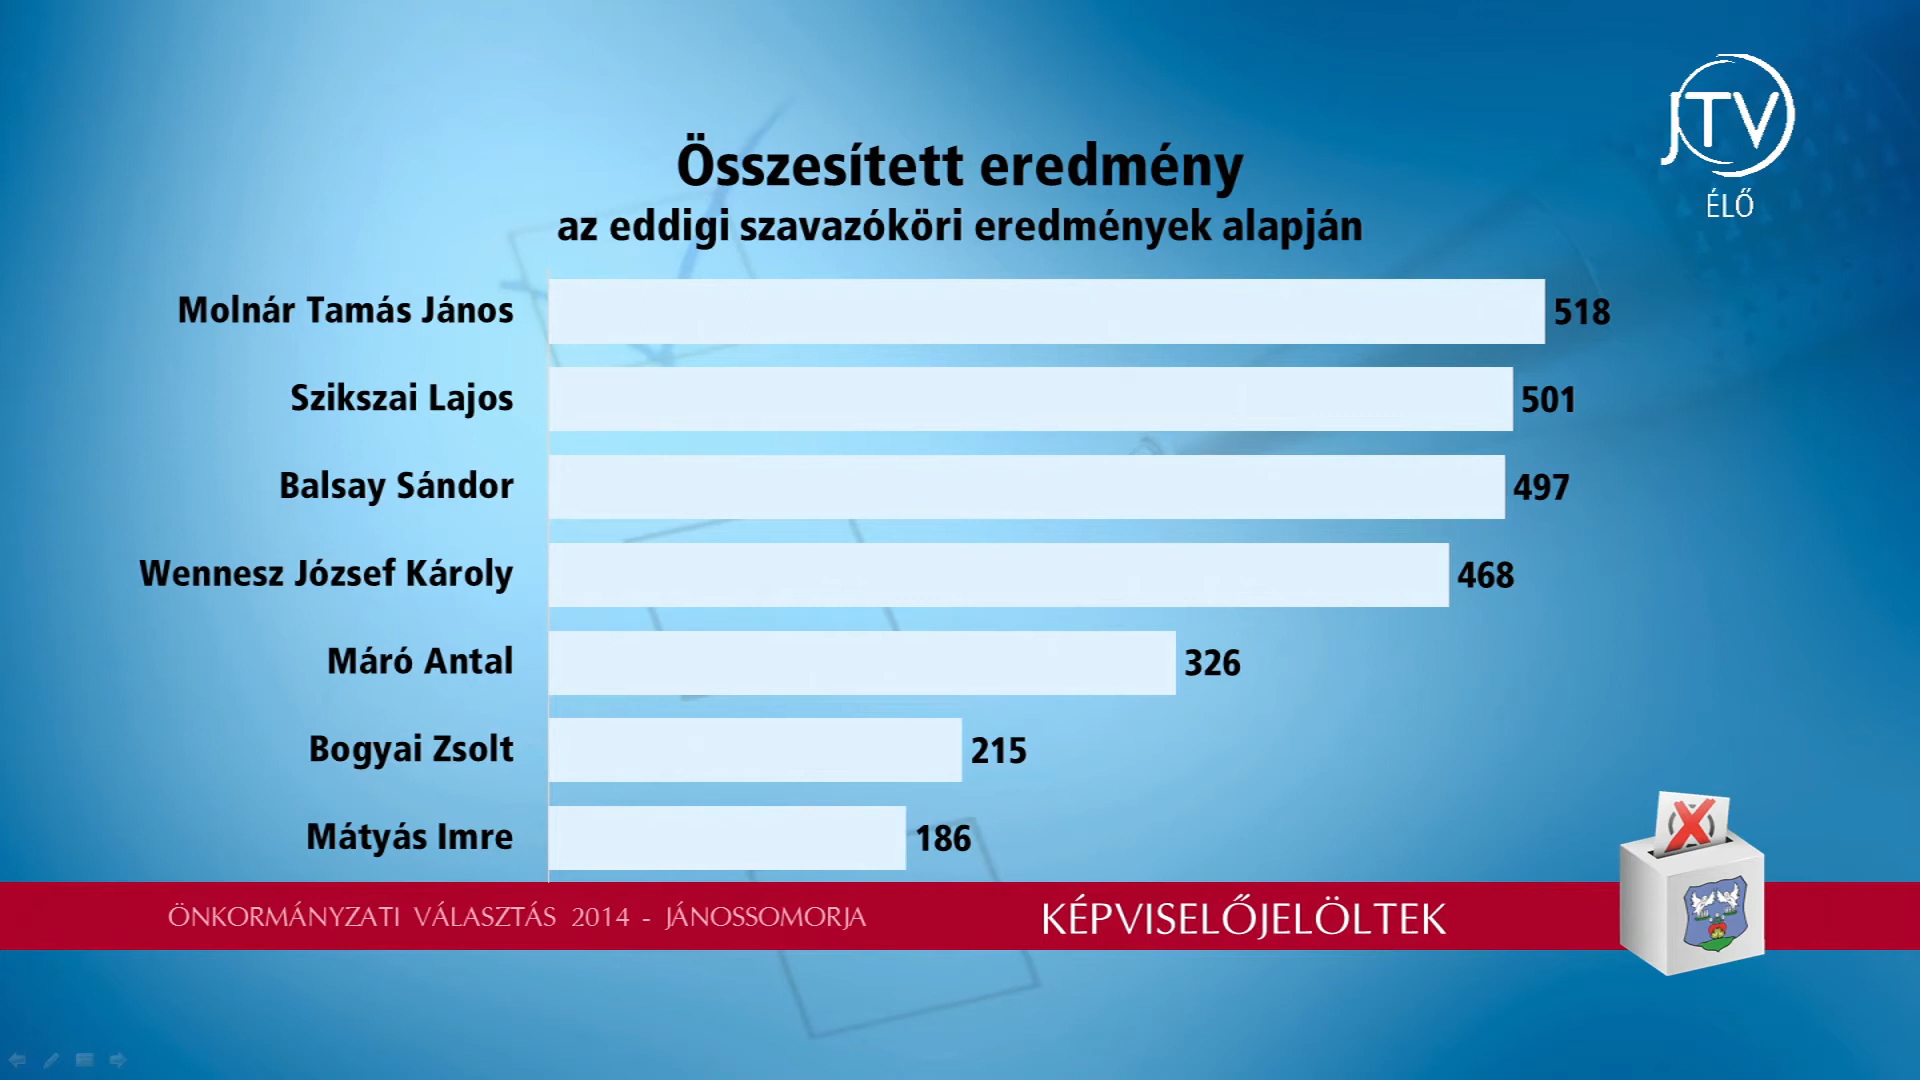 JTV
ÉLŐ
Összesített eredmény
az eddigi szavazóköri eredmények alapján
Molnár Tamás János 518
Szikszai Lajos 501
Balsay Sándor 497
Wennesz József Károly 468
Máró Antal 326
Bogyai Zsolt 215
Mátyás Imre 186
ÖNKORMÁNYZATI VÁLASZTÁS 2014 - JÁNOSSOMORJA KÉPVISELŐJELÖLTEK